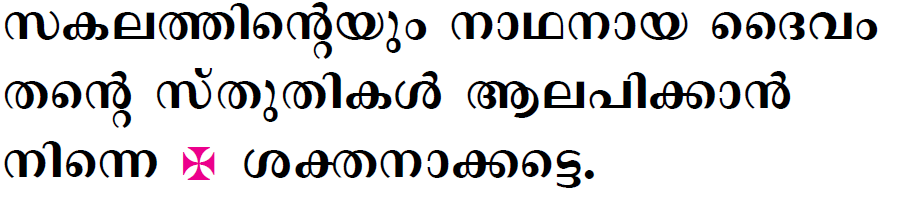 സകലത്തിന്റെയും നാഥനായ ദൈവം
തന്റെ സ്തുതികൾ ആലപിക്കാൻ
നിന്നെ ✠ ശക്തനാക്കട്ടെ.